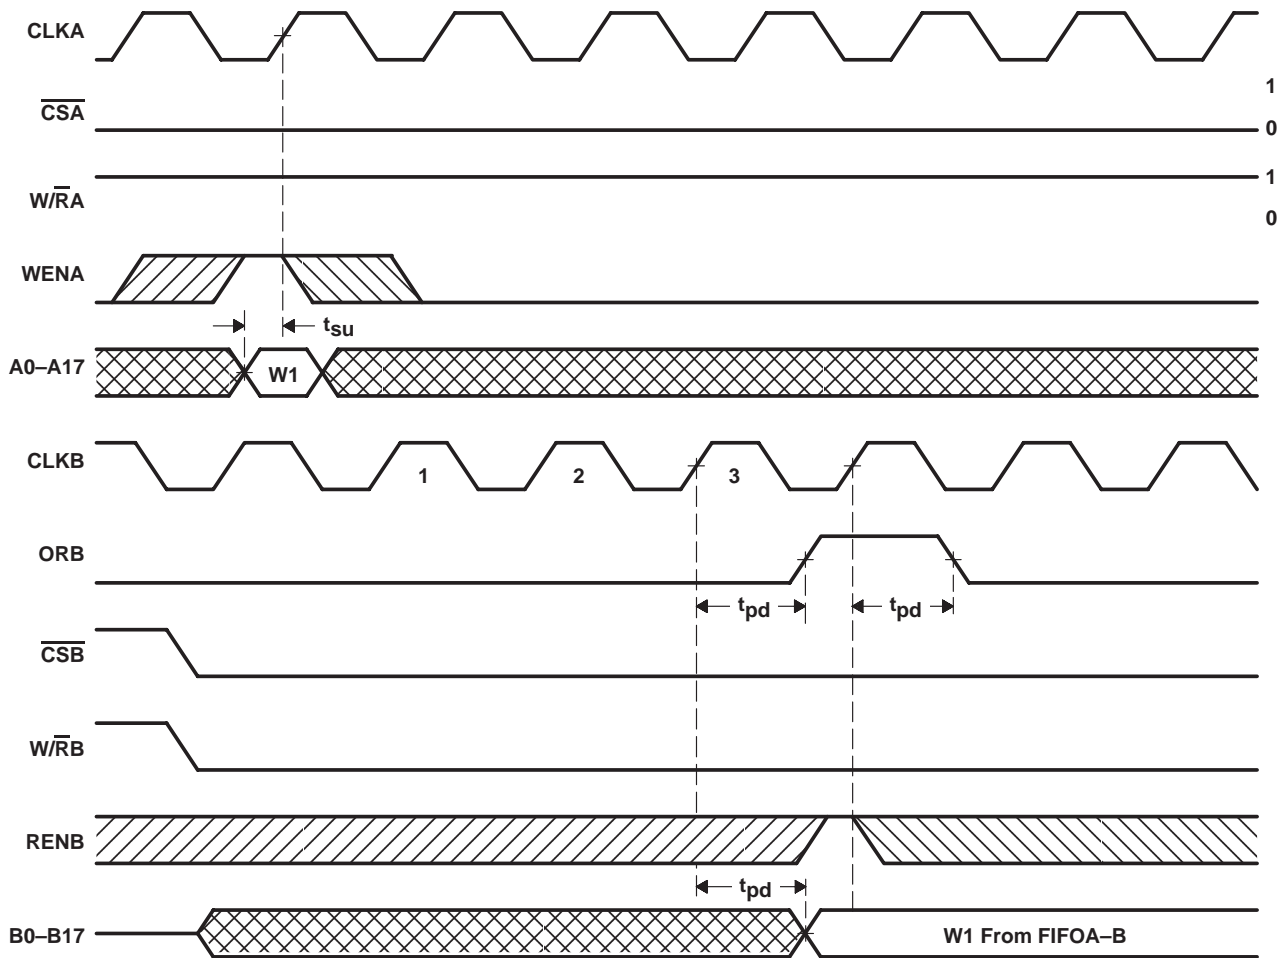 CLKA
1
CSA
0
W/RA
1
0
WENA
tsu
A0–A17
W1
CLKB
1 2 3
ORB
tpd tpd
CSB
W/RB
RENB
tpd
B0–B17
W1 From FIFOA–B